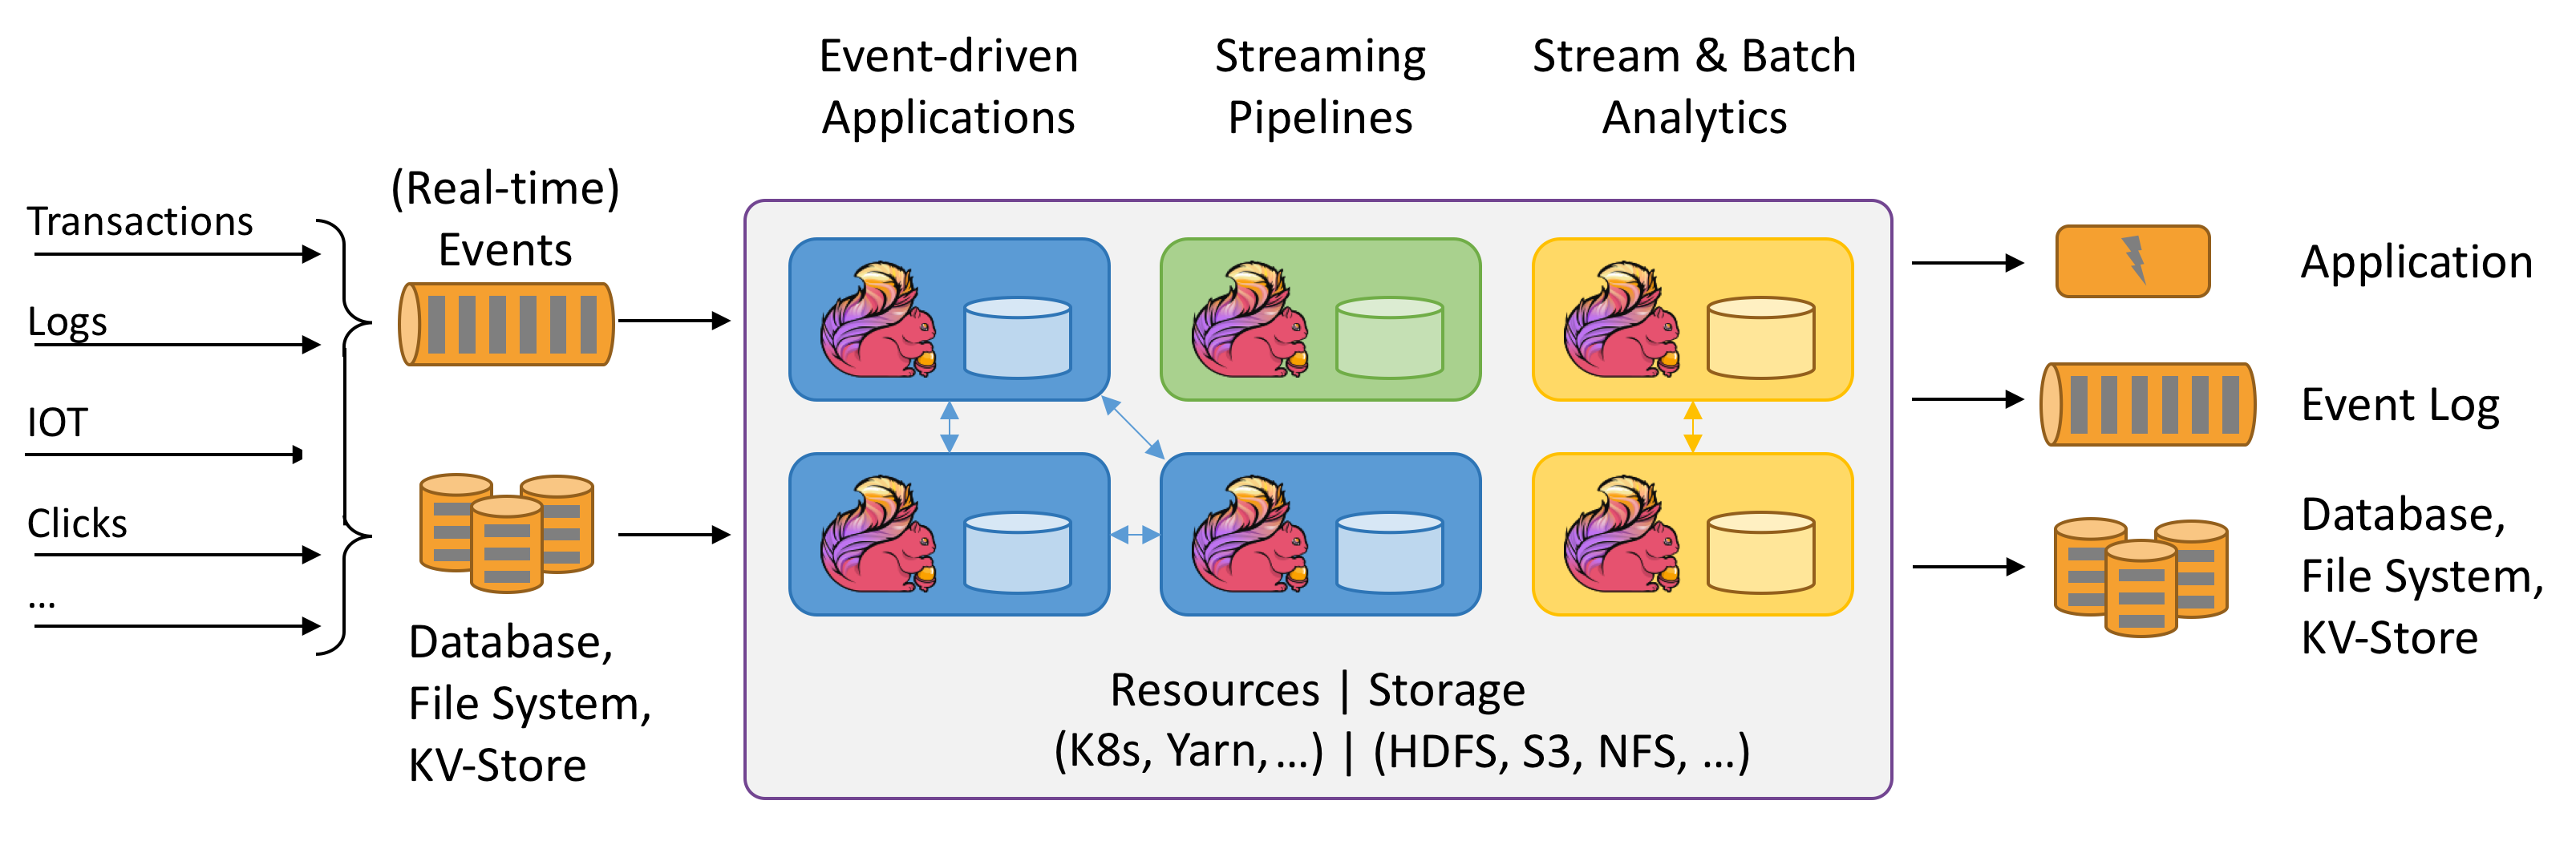 Event-driven
Applications
Streaming
Pipelines
Stream & Batch
Analytics
Transactions
Logs
IOT
Clicks
...
(Real-time)
Events
Database,
File System,
KV-Store
Resources | Storage
(K8s, Yarn, ...) | (HDFS, S3, NFS, ...)
Application
Event Log
Database,
File System,
KV-Store